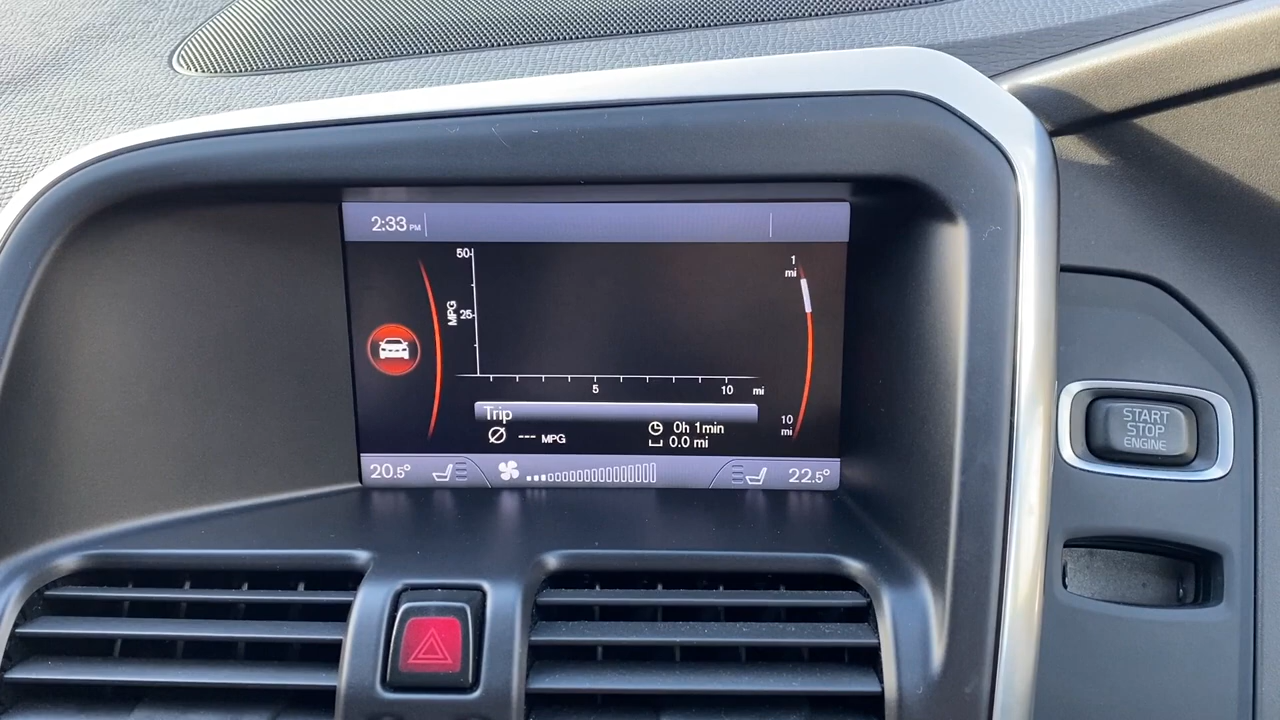 2:33 PM
50
MPG
25
5
10
mi
1
mi
10
mi
Trip
--- MPG
0h 1min
0.0 mi
20.5°
22.5°
START
STOP
ENGINE